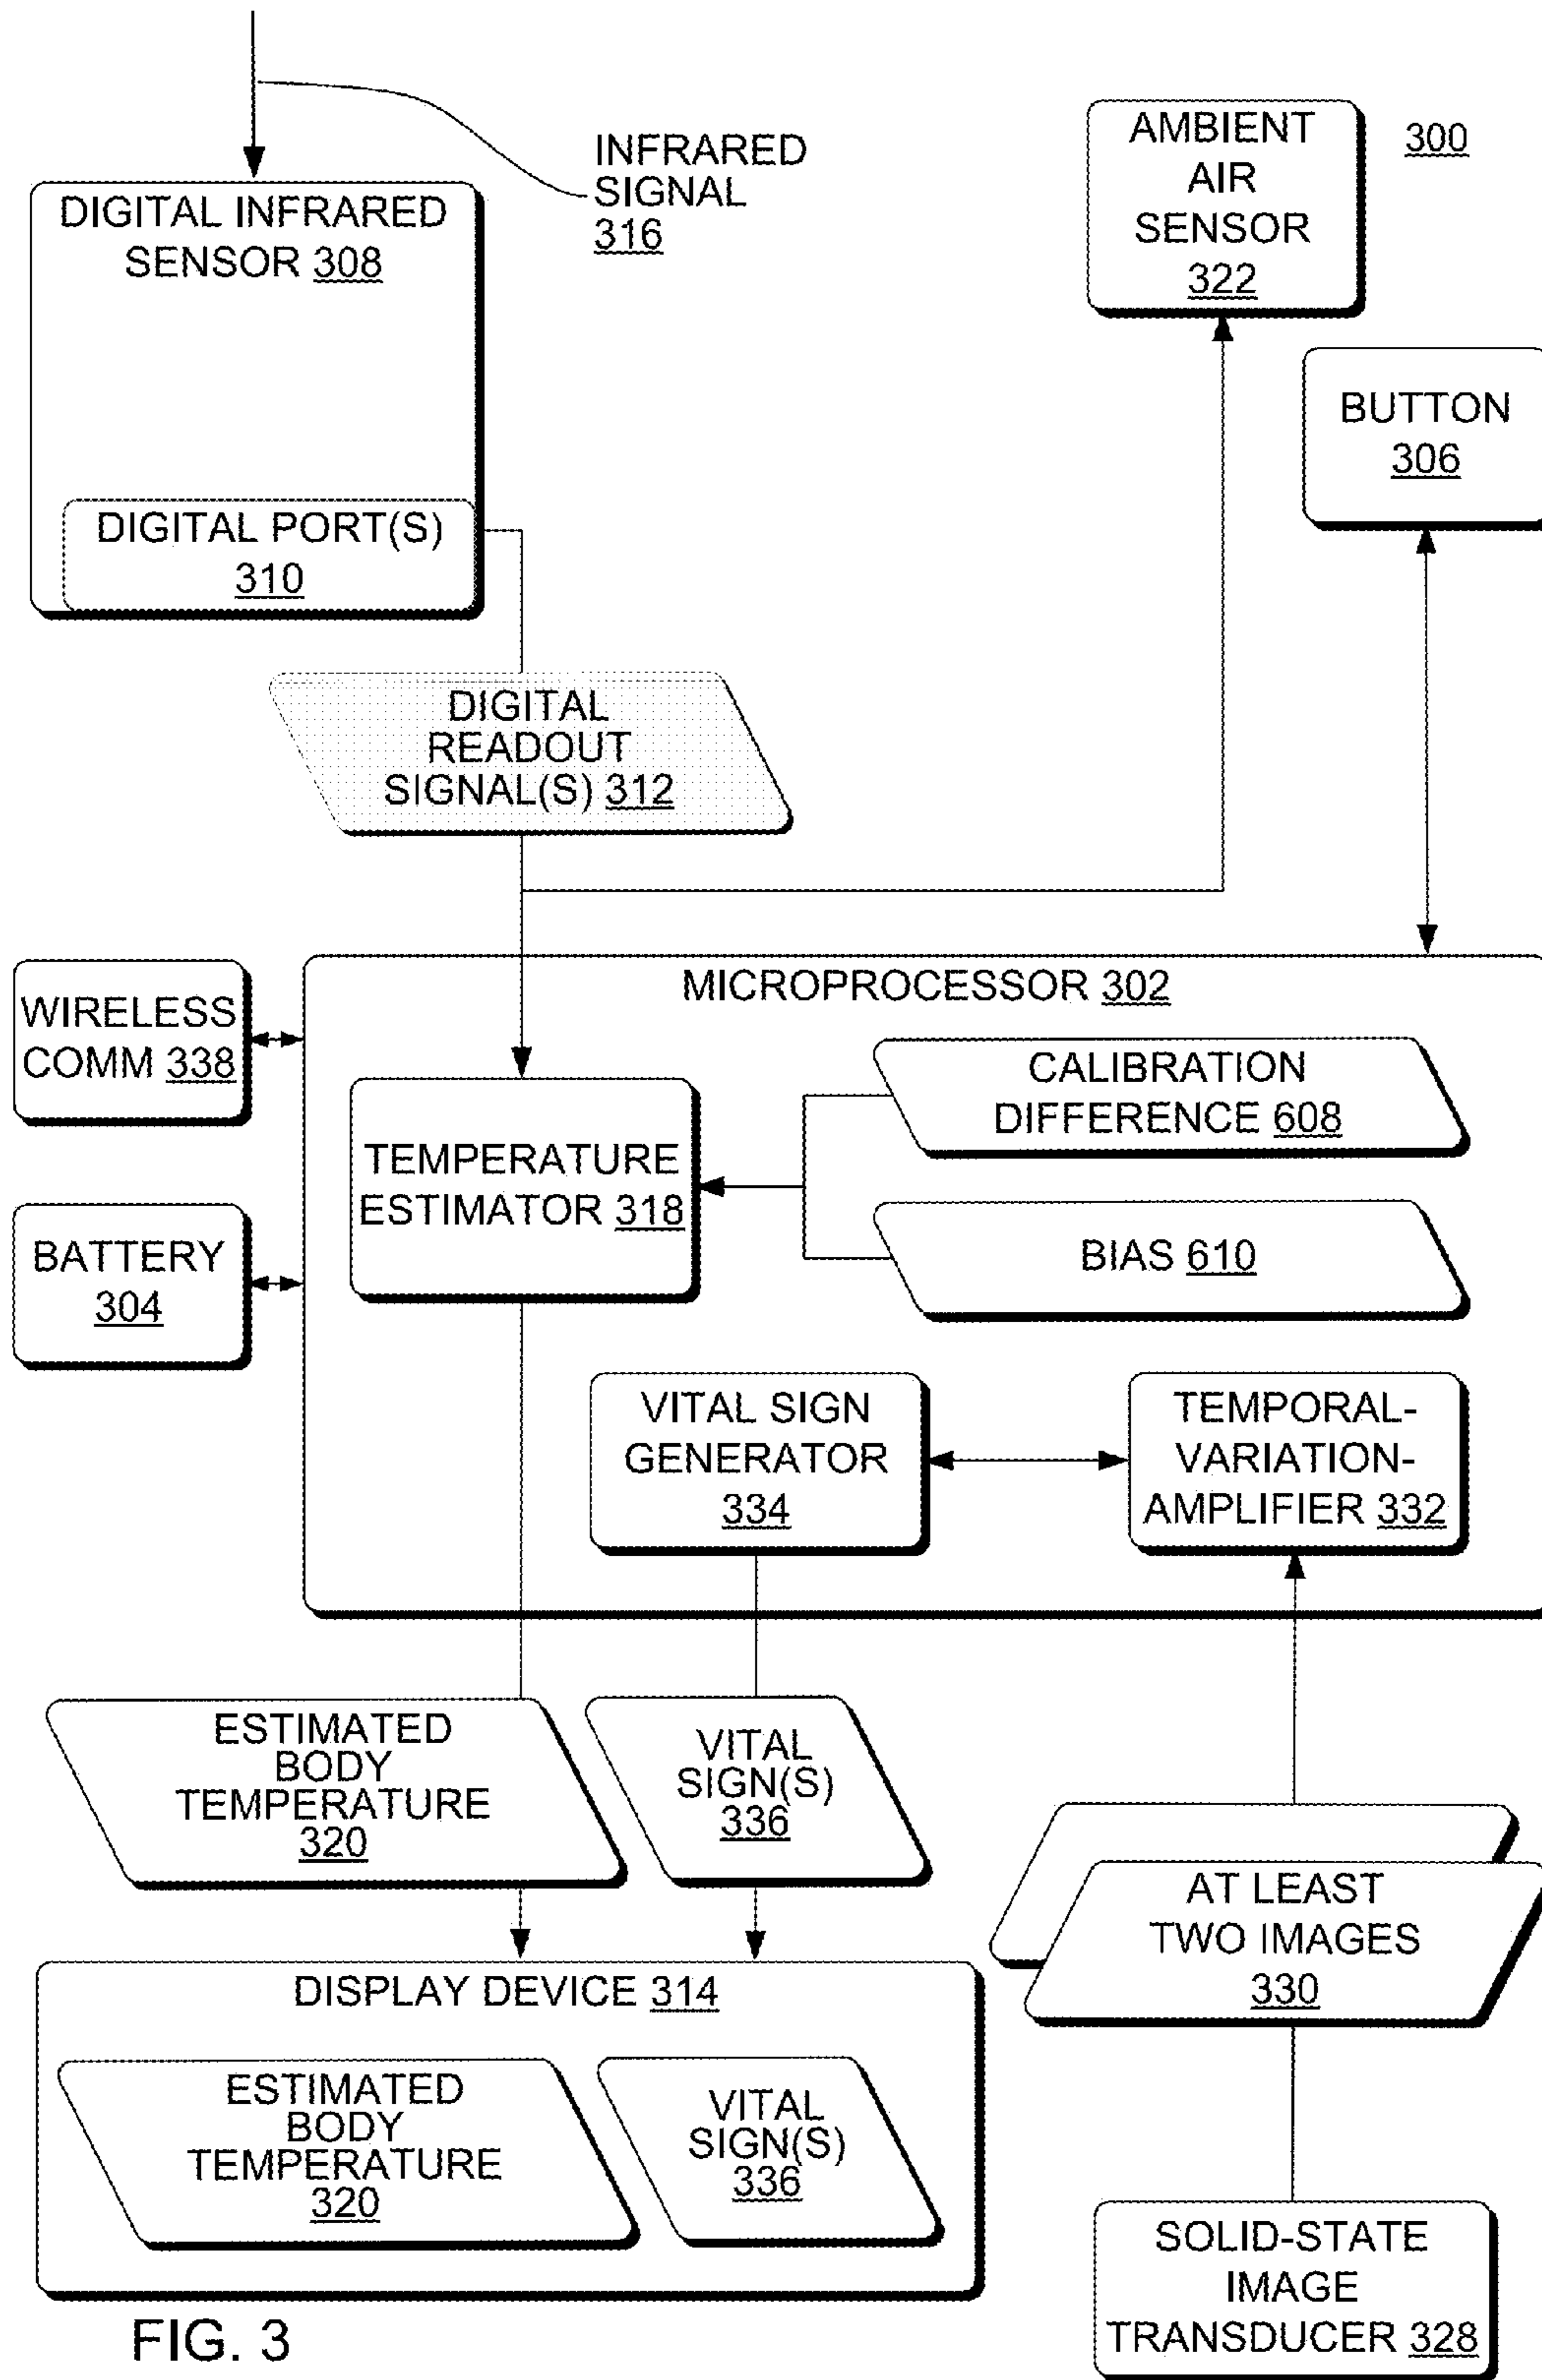 INFRARED
SIGNAL
316
AMBIENT
AIR
SENSOR
322
300
DIGITAL INFRARED
SENSOR 308
BUTTON
306
DIGITAL PORT(S)
310
DIGITAL
READOUT
SIGNAL(S) 312
MICROPROCESSOR 302
WIRELESS
COMM 338
CALIBRATION
DIFFERENCE 608
TEMPERATURE
ESTIMATOR 318
BATTERY
304
BIAS 610
VITAL SIGN
GENERATOR
334
TEMPORAL-
VARIATION-
AMPLIFIER 332
ESTIMATED
BODY
TEMPERATURE
320
VITAL
SIGN(S)
336
AT LEAST
TWO IMAGES
330
DISPLAY DEVICE 314
ESTIMATED
BODY
TEMPERATURE
320
VITAL
SIGN(S)
336
SOLID-STATE
IMAGE
TRANSDUCER 328
FIG. 3